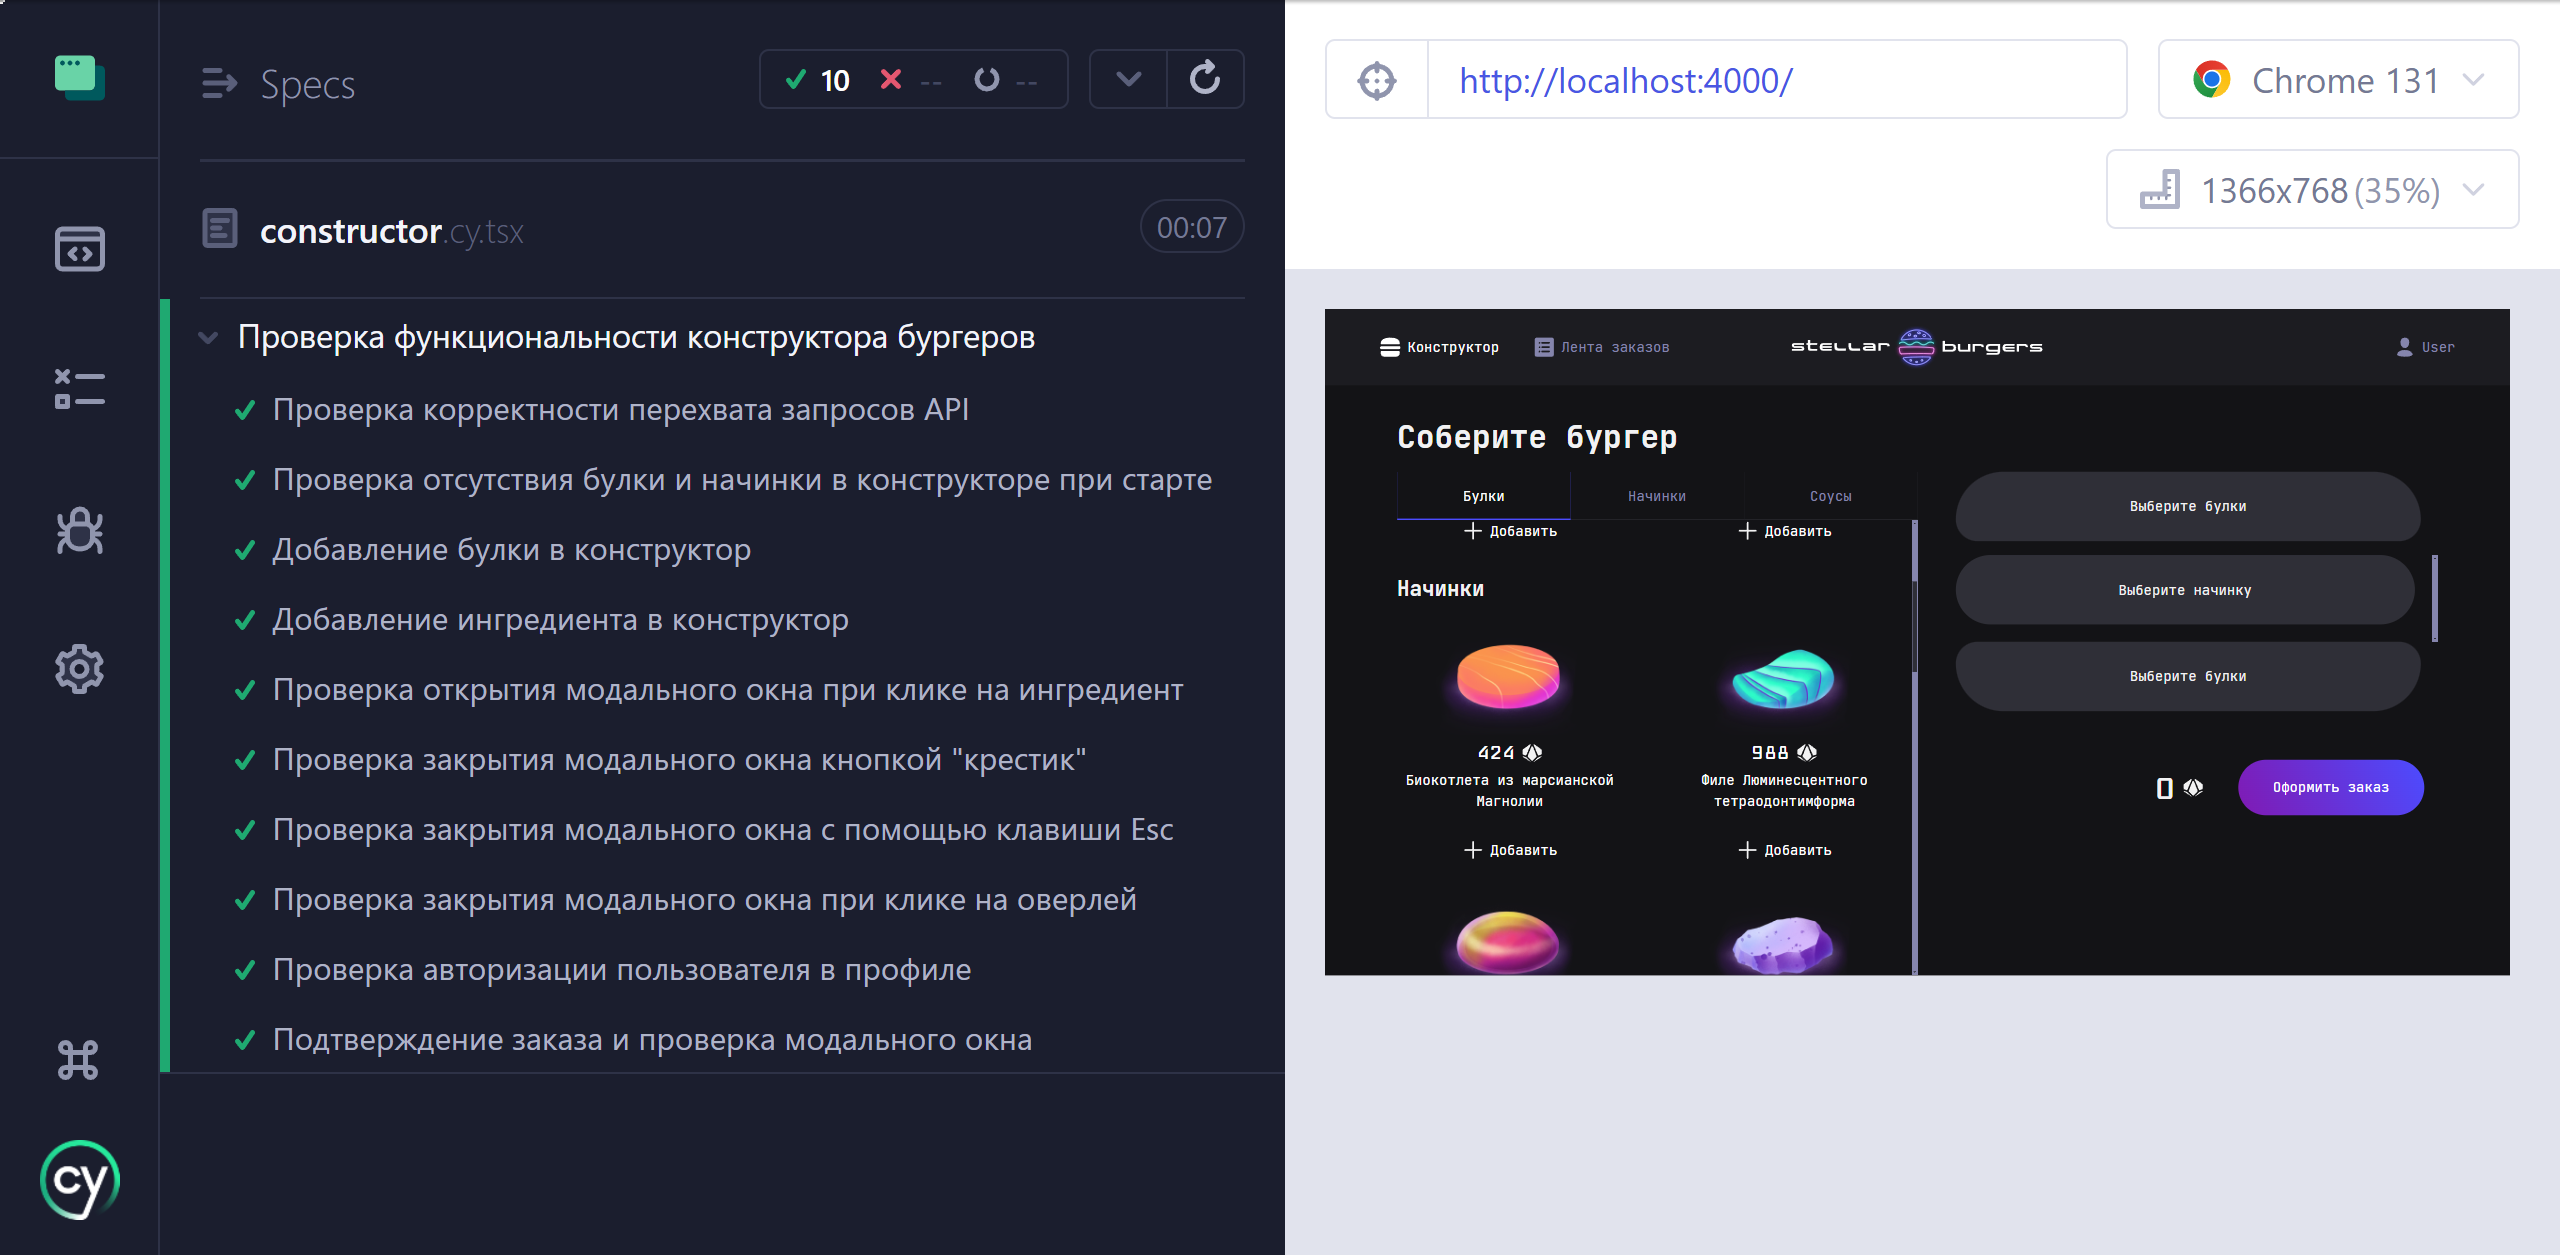 Specs
10 -- --
constructor.cy.tsx
00:07
Проверка функциональности конструктора бургеров
Проверка корректности перехвата запросов API
Проверка отсутствия булки и начинки в конструкторе при старте
Добавление булки в конструктор
Добавление ингредиента в конструктор
Проверка открытия модального окна при клике на ингредиент
Проверка закрытия модального окна кнопкой "крестик"
Проверка закрытия модального окна с помощью клавиши Esc
Проверка закрытия модального окна при клике на оверлей
Проверка авторизации пользователя в профиле
Подтверждение заказа и проверка модального окна
cy
http://localhost:4000/
Chrome 131
1366x768 (35%)
Конструктор
Лента заказов
stellar burgers
User
Соберите бургер
Булки
Начинки
Соусы
Добавить
Добавить
Начинки
424
Биокотлета из марсианской
Магнолии
Добавить
988
Филе Люминесцентного
тетраодонтимформа
Добавить
Выберите булки
Выберите начинку
Выберите булки
0
Оформить заказ